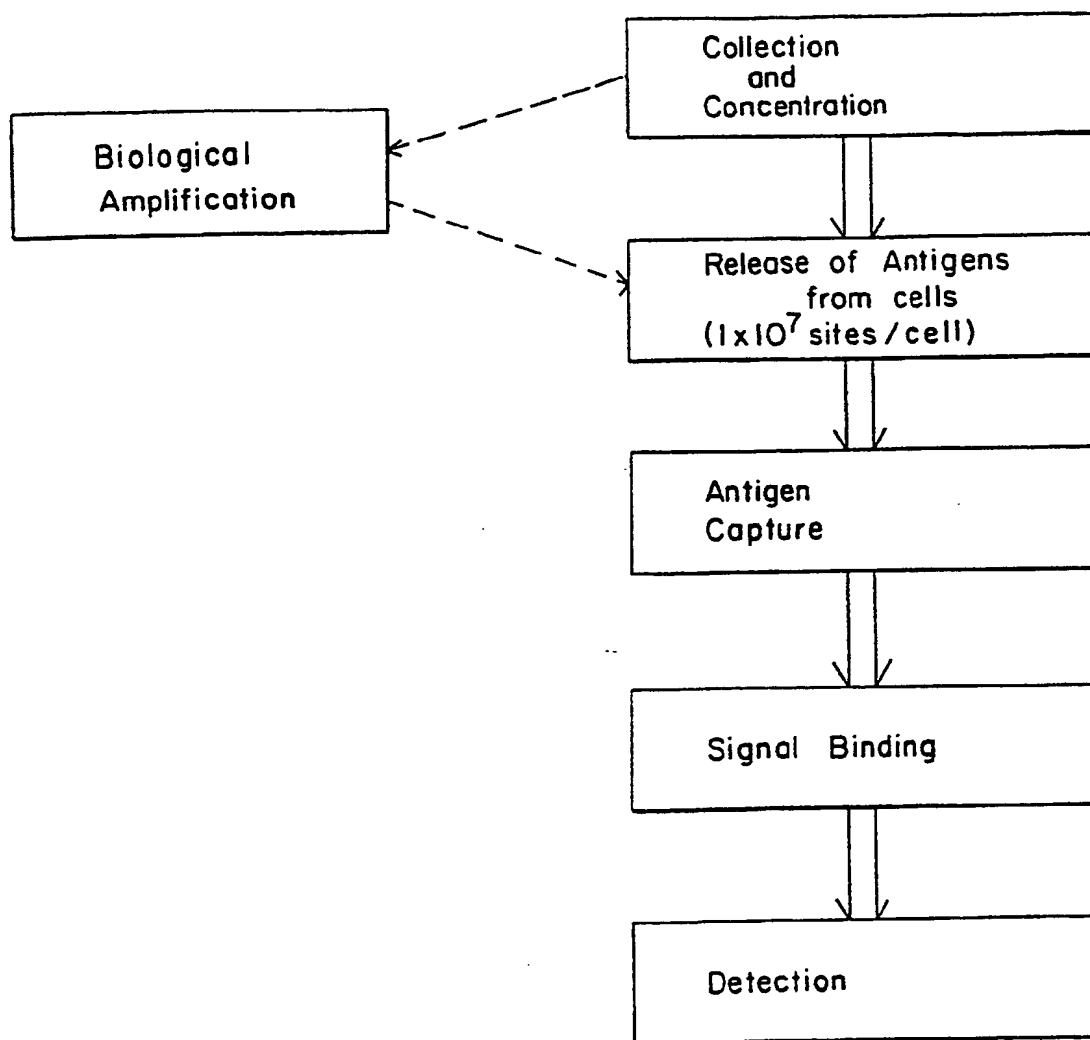 Collection
and
Concentration
Biological
Amplification
Release of Antigens
from cells
(1x10⁷ sites/cell)
Antigen
Capture
Signal Binding
Detection